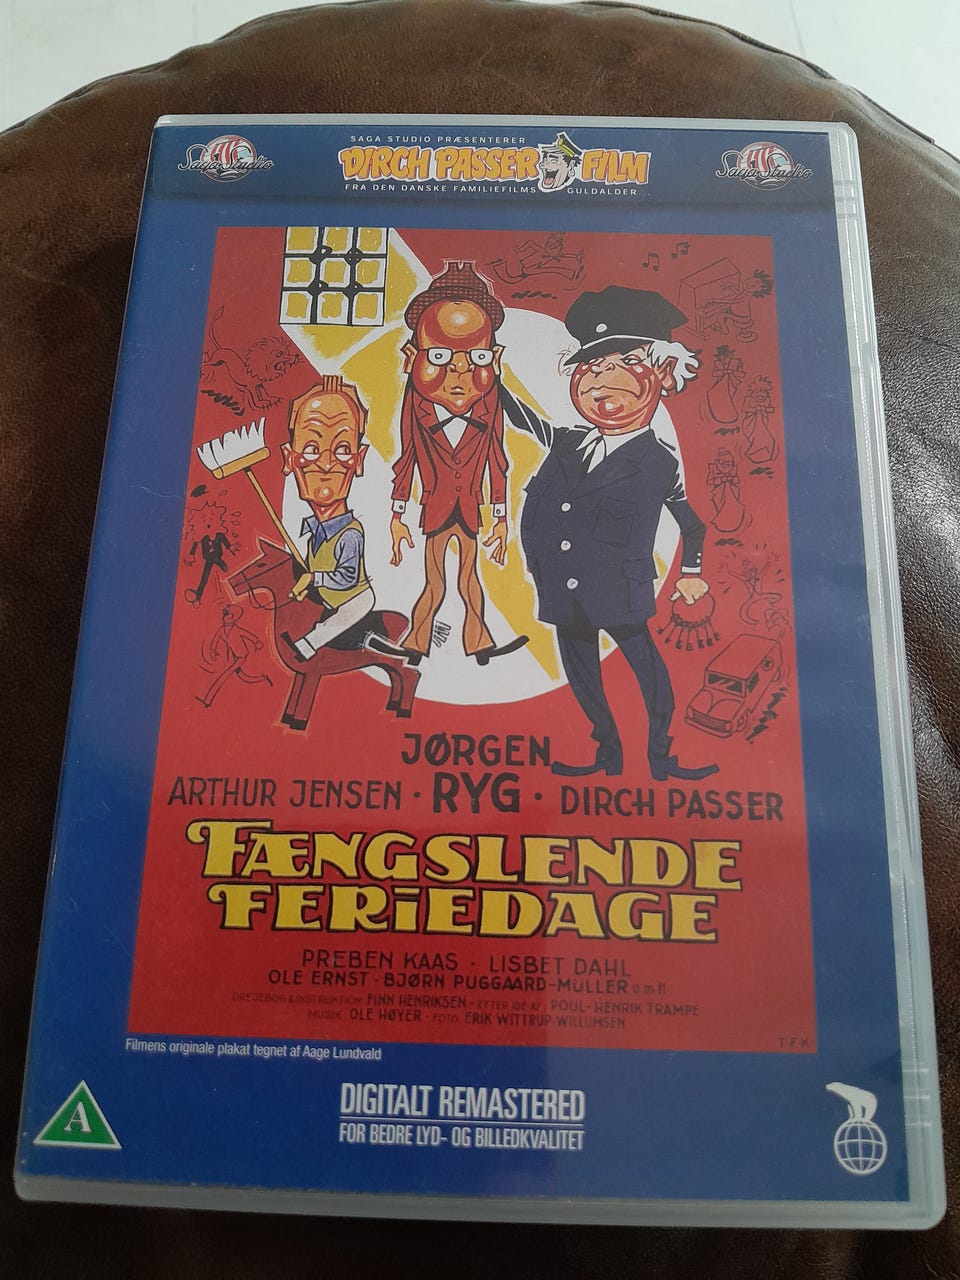 SAGA STUDIO PRÆSENTERER
Saga Studio
DIRCH PASSER FILM
Saga Studio
FRA DEN DANSKE FAMILIEFILMS GULDALDER...
JØRGEN
ARTHUR JENSEN · RYG · DIRCH PASSER
FÆNGSLENDE
FERIEDAGE
PREBEN KAAS · LISBET DAHL
OLE ERNST · BJØRN PUGGAARD-MÜLLER o.m.fl
DREJEBOG & INSTRUKTION: FINN HENRIKSEN · EFTER IDE AF: POUL-HENRIK TRAMPE
MUSIK: OLE HØYER · FOTO: ERIK WITTRUP-WILLUMSEN
T.F.K.
Filmens originale plakat tegnet af Aage Lundvald
A
DIGITALT REMASTERED
FOR BEDRE LYD- OG BILLEDKVALITET